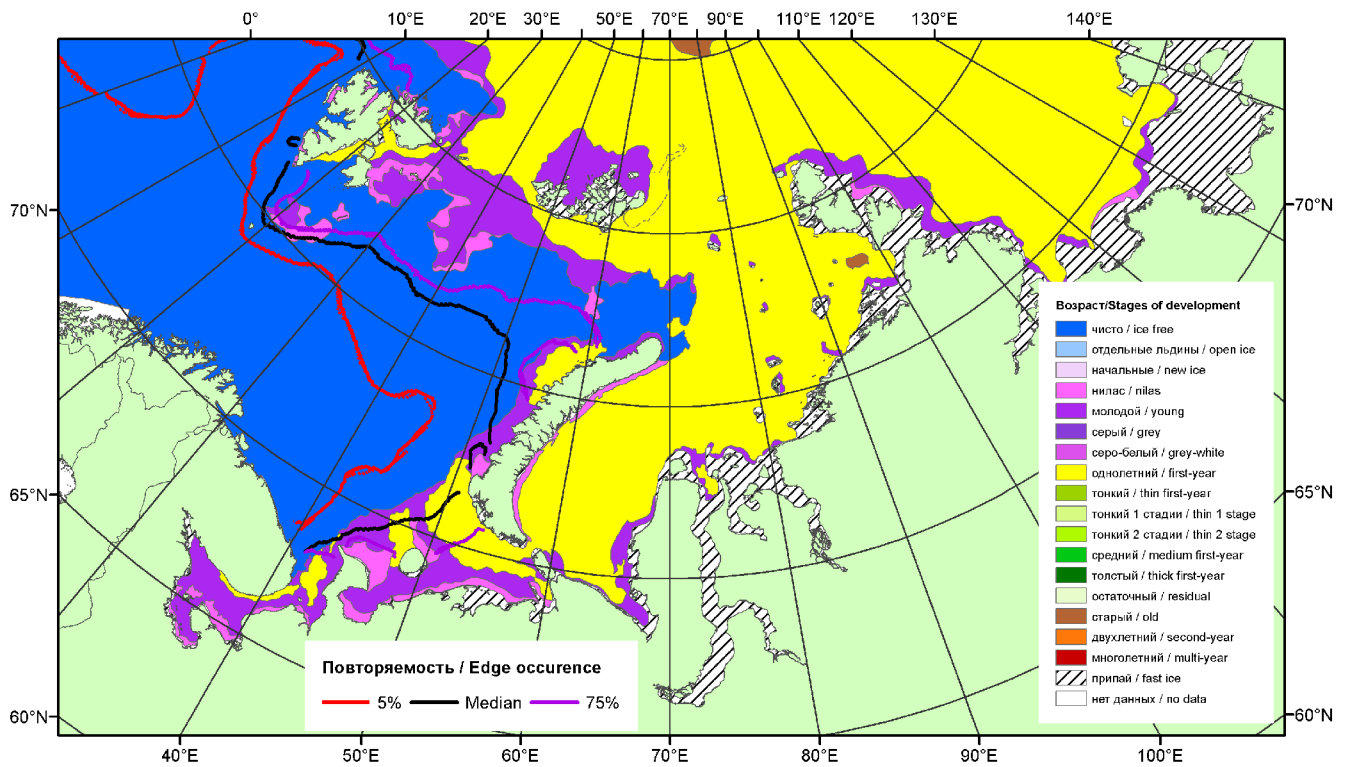 0° 10°E 20°E 30°E 50°E 70°E 90°E 110°E 120°E 130°E 140°E
70°N 70°N
65°N 65°N
60°N 60°N
Возраст/Stages of development
чисто / ice free
отдельные льдины / open ice
начальные / new ice
нилас / nilas
молодой / young
серый / grey
серо-белый / grey-white
однолетний / first-year
тонкий / thin first-year
тонкий 1 стадии / thin 1 stage
тонкий 2 стадии / thin 2 stage
средний / medium first-year
толстый / thick first-year
остаточный / residual
старый / old
двухлетний / second-year
многолетний / multi-year
припай / fast ice
нет данных / no data
Повторяемость / Edge occurence
5% Median 75%
40°E 50°E 60°E 70°E 80°E 90°E 100°E